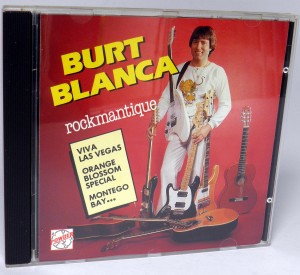 BURT
BLANCA
rockmantique
VIVA
LAS VEGAS
ORANGE
BLOSSOM
SPECIAL
MONTEGO
BAY...